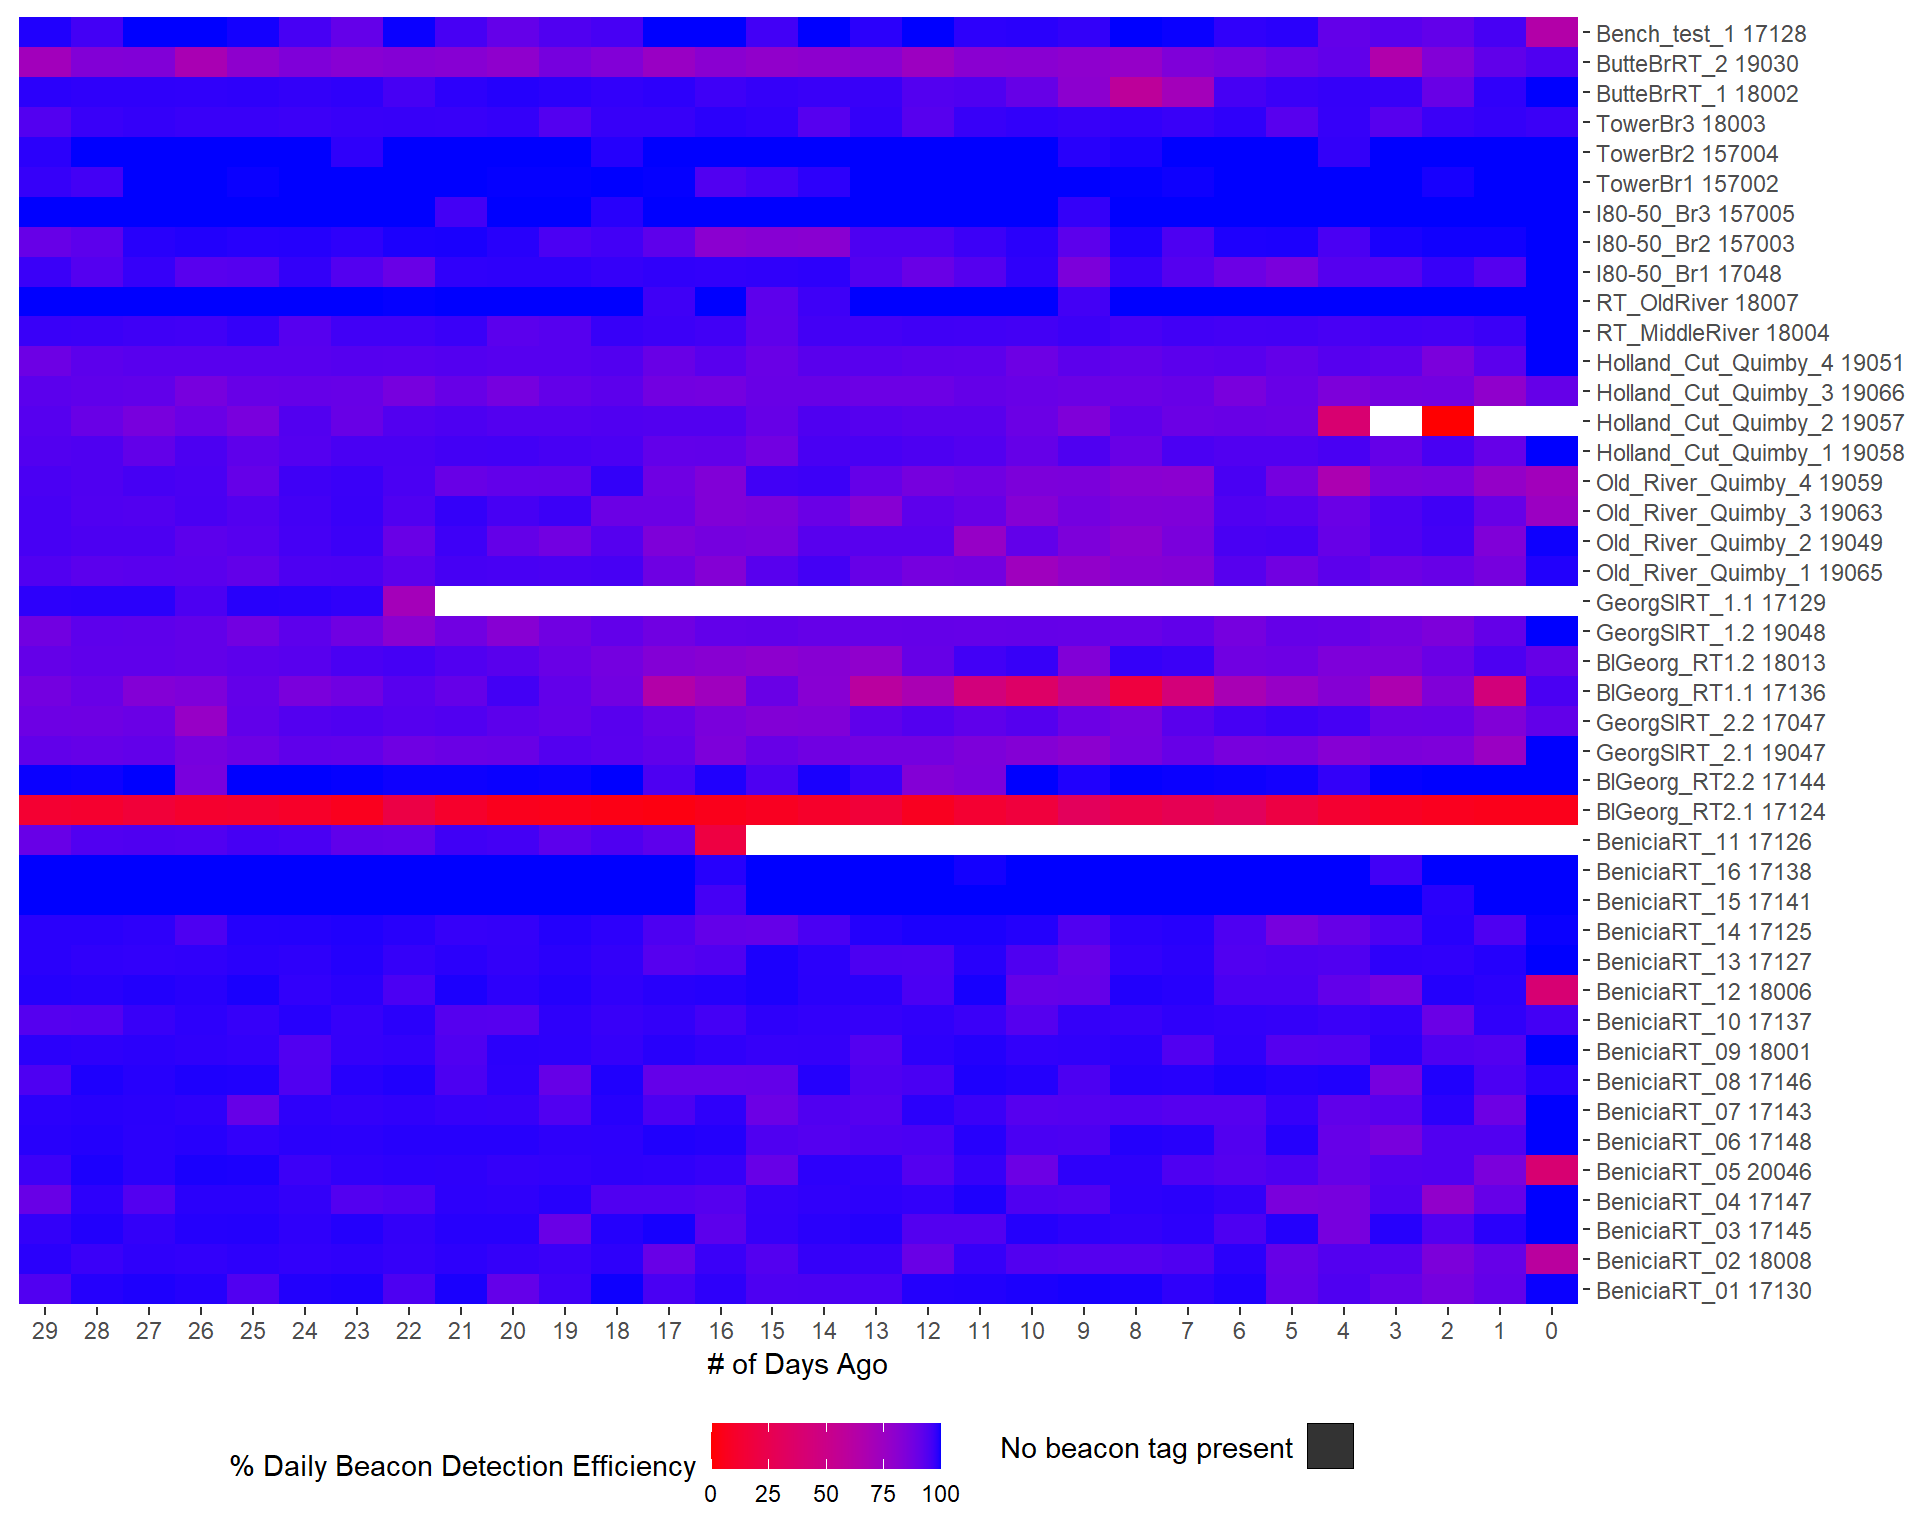 Bench_test_1 17128
ButteBrRT_2 19030
ButteBrRT_1 18002
TowerBr3 18003
TowerBr2 157004
TowerBr1 157002
I80-50_Br3 157005
I80-50_Br2 157003
I80-50_Br1 17048
RT_OldRiver 18007
RT_MiddleRiver 18004
Holland_Cut_Quimby_4 19051
Holland_Cut_Quimby_3 19066
Holland_Cut_Quimby_2 19057
Holland_Cut_Quimby_1 19058
Old_River_Quimby_4 19059
Old_River_Quimby_3 19063
Old_River_Quimby_2 19049
Old_River_Quimby_1 19065
GeorgSlRT_1.1 17129
GeorgSlRT_1.2 19048
BlGeorg_RT1.2 18013
BlGeorg_RT1.1 17136
GeorgSlRT_2.2 17047
GeorgSlRT_2.1 19047
BlGeorg_RT2.2 17144
BlGeorg_RT2.1 17124
BeniciaRT_11 17126
BeniciaRT_16 17138
BeniciaRT_15 17141
BeniciaRT_14 17125
BeniciaRT_13 17127
BeniciaRT_12 18006
BeniciaRT_10 17137
BeniciaRT_09 18001
BeniciaRT_08 17146
BeniciaRT_07 17143
BeniciaRT_06 17148
BeniciaRT_05 20046
BeniciaRT_04 17147
BeniciaRT_03 17145
BeniciaRT_02 18008
BeniciaRT_01 17130
29 28 27 26 25 24 23 22 21 20 19 18 17 16 15 14 13 12 11 10 9 8 7 6 5 4 3 2 1 0
# of Days Ago
% Daily Beacon Detection Efficiency
0 25 50 75 100
No beacon tag present